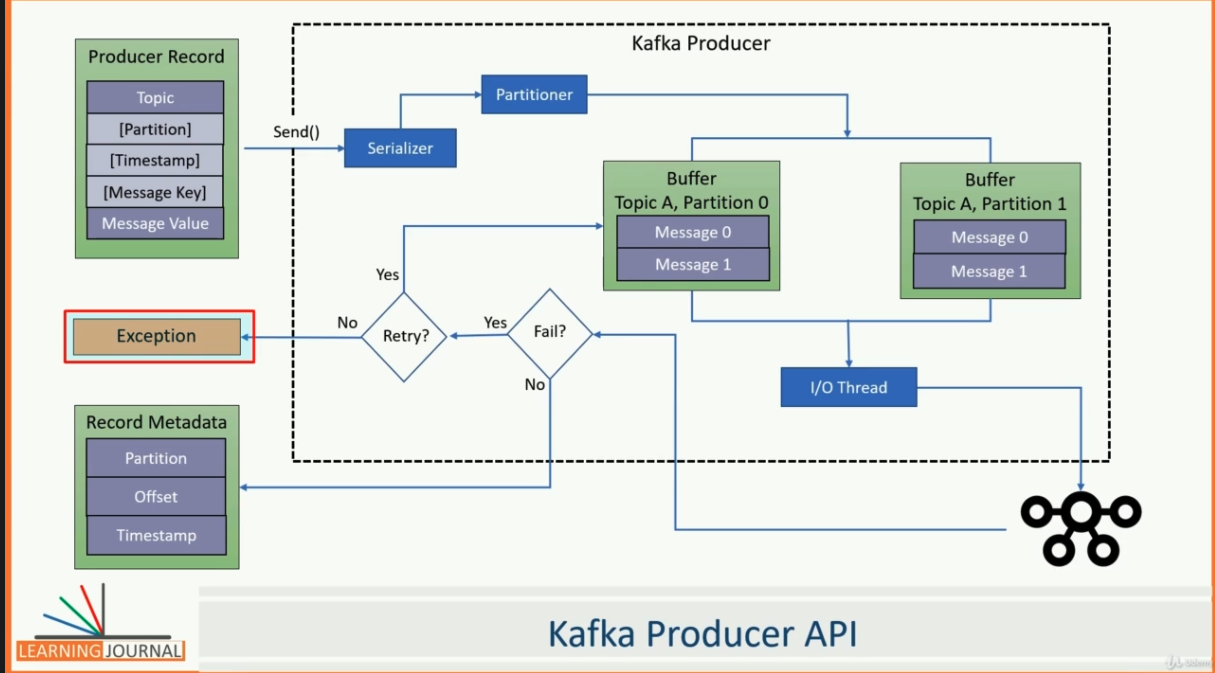 Kafka Producer
Producer Record
Topic
[Partition]
[Timestamp]
[Message Key]
Message Value
Send()
Serializer
Partitioner
Buffer
Topic A, Partition 0
Message 0
Message 1
Buffer
Topic A, Partition 1
Message 0
Message 1
Yes
No
Retry?
Yes
Fail?
No
Exception
I/O Thread
Record Metadata
Partition
Offset
Timestamp
LEARNING JOURNAL
Kafka Producer API
Udemy